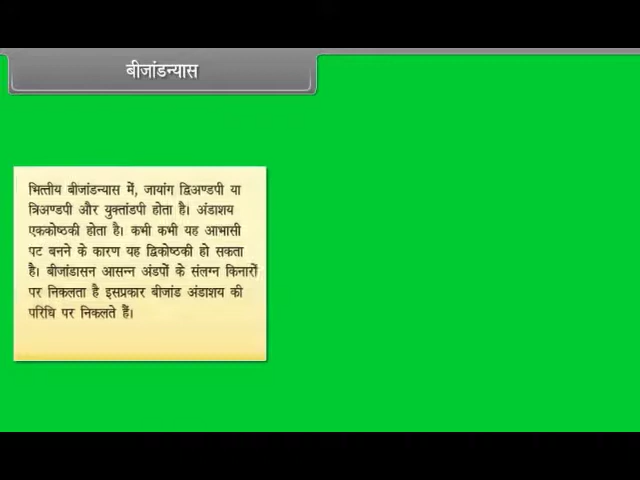 बीजांडन्यास
भित्तीय बीजांडन्यास में, जायांग द्विअण्डपी या
त्रिअण्डपी और युक्तांडपी होता है। अंडाशय
एककोष्ठकी होता है। कभी कभी यह आभासी
पट बनने के कारण यह द्विकोष्ठकी हो सकता
है। बीजांडासन आसन्न अंडपों के संलग्न किनारों
पर निकलता है इसप्रकार बीजांड अंडाशय की
परिधि पर निकलते हैं।